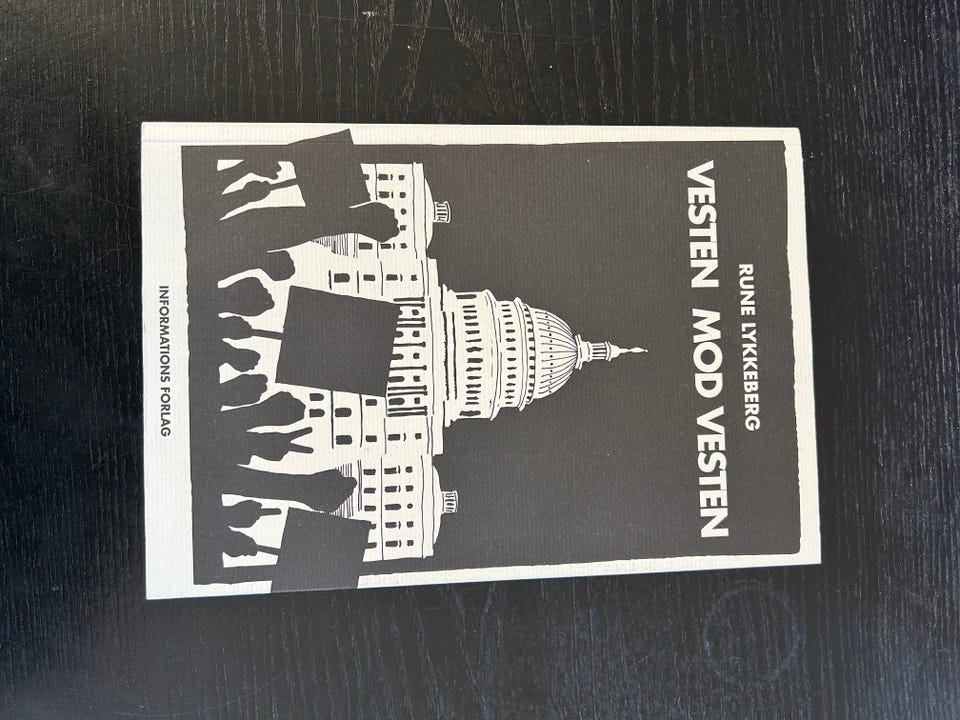 RUNE LYKKEBERG
VESTEN MOD VESTEN
INFORMATIONS FORLAG